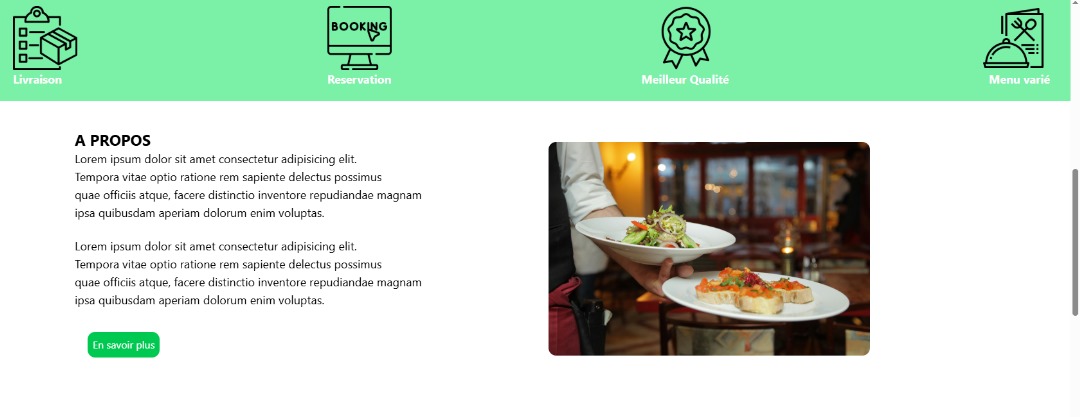 BOOKING
Livraison
Reservation
Meilleur Qualité
Menu varié
A PROPOS
Lorem ipsum dolor sit amet consectetur adipisicing elit.
Tempora vitae optio ratione rem sapiente delectus possimus
quae officiis atque, facere distinctio inventore repudiandae magnam
ipsa quibusdam aperiam dolorum enim voluptas.
Lorem ipsum dolor sit amet consectetur adipisicing elit.
Tempora vitae optio ratione rem sapiente delectus possimus
quae officiis atque, facere distinctio inventore repudiandae magnam
ipsa quibusdam aperiam dolorum enim voluptas.
En savoir plus